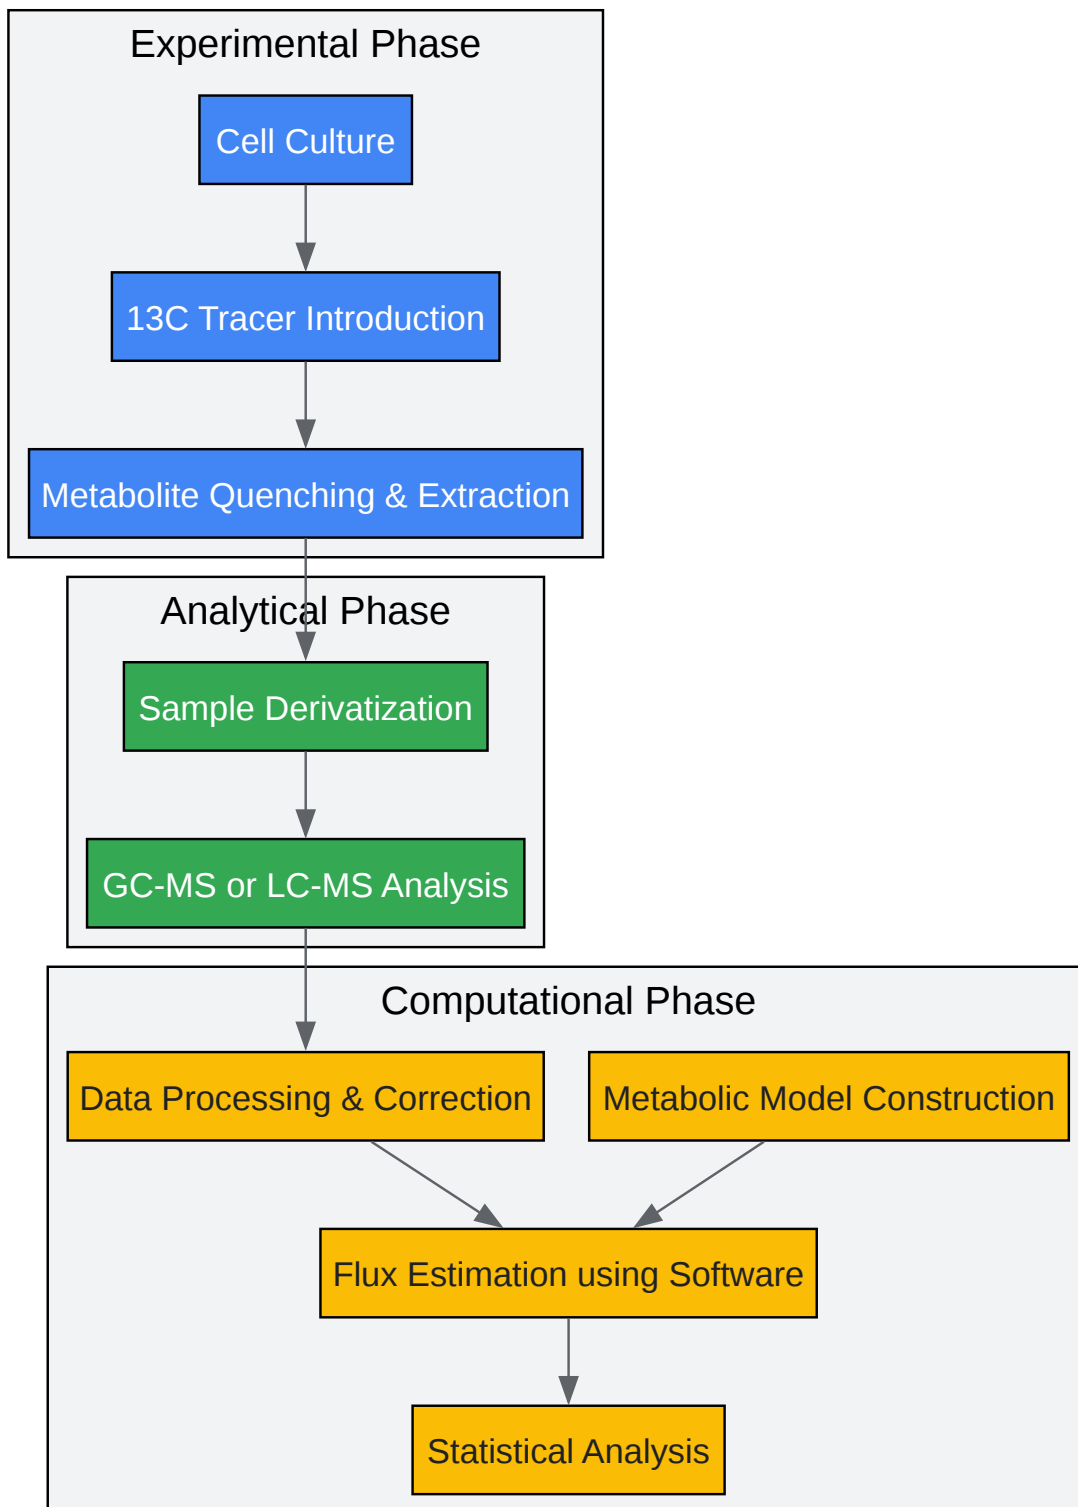 Experimental Phase
Cell Culture
13C Tracer Introduction
Metabolite Quenching & Extraction
Analytical Phase
Sample Derivatization
GC-MS or LC-MS Analysis
Computational Phase
Data Processing & Correction
Metabolic Model Construction
Flux Estimation using Software
Statistical Analysis